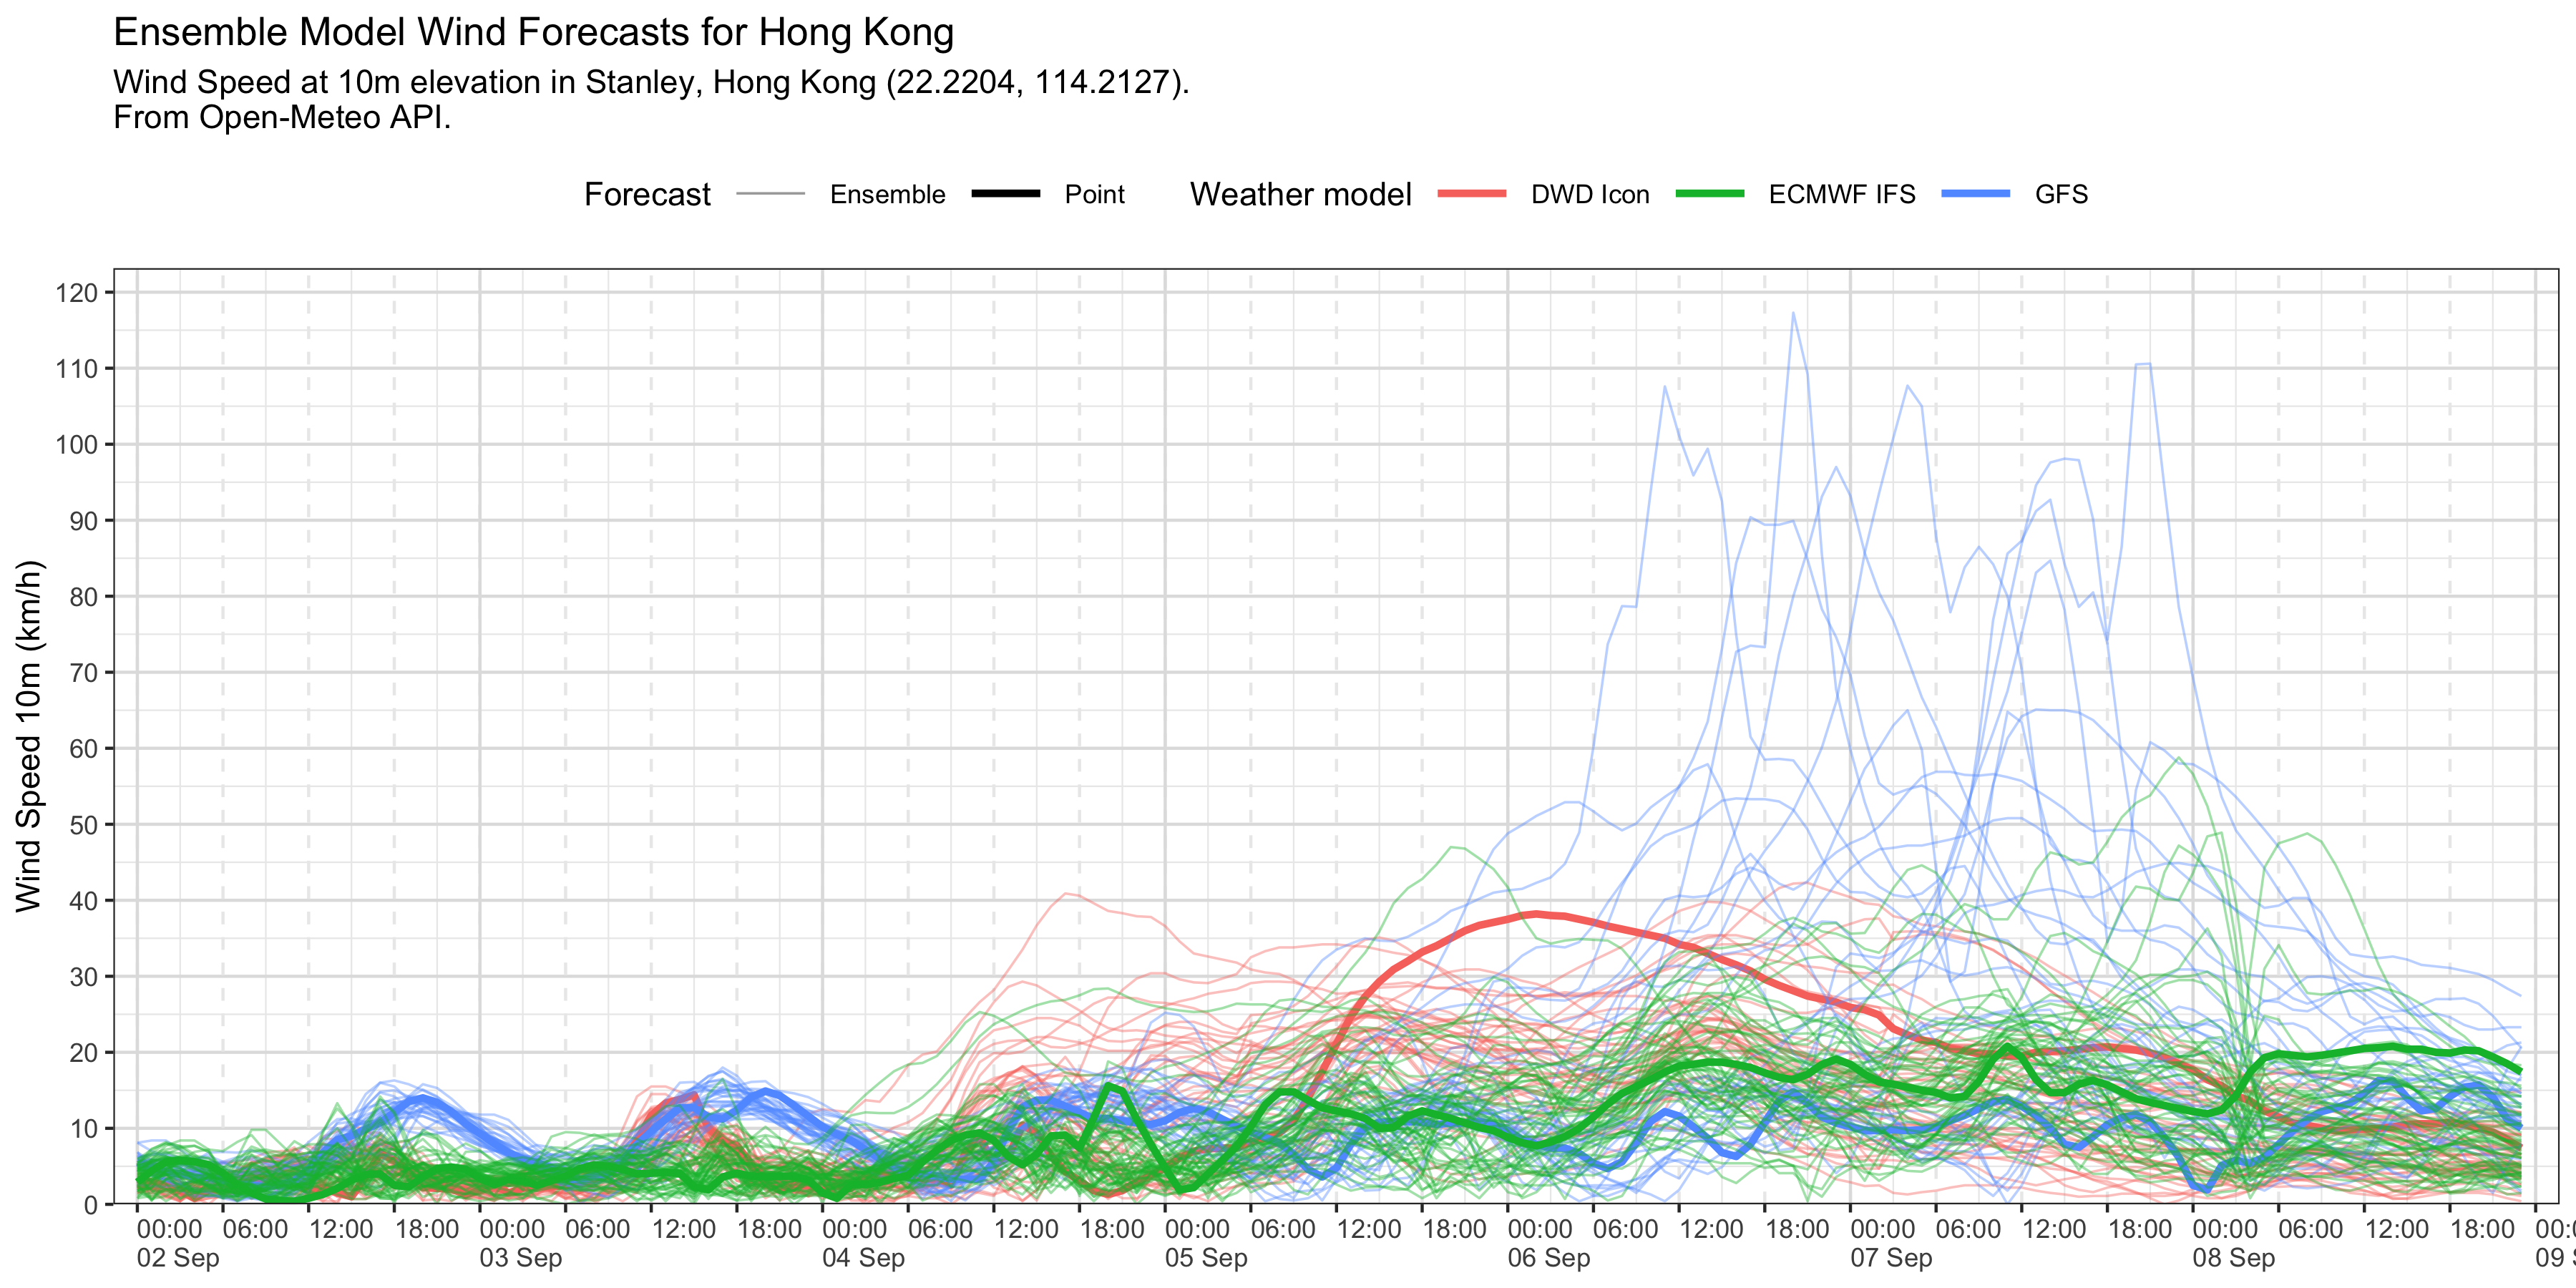 Ensemble Model Wind Forecasts for Hong Kong
Wind Speed at 10m elevation in Stanley, Hong Kong (22.2204, 114.2127).
From Open-Meteo API.
Forecast Ensemble Point Weather model DWD Icon ECMWF IFS GFS
Wind Speed 10m (km/h)
120
110
100
90
80
70
60
50
40
30
20
10
0
00:00 06:00 12:00 18:00 00:00 06:00 12:00 18:00 00:00 06:00 12:00 18:00 00:00 06:00 12:00 18:00 00:00 06:00 12:00 18:00 00:00 06:00 12:00 18:00 00:00 06:00 12:00 18:00 00:0
02 Sep 03 Sep 04 Sep 05 Sep 06 Sep 07 Sep 08 Sep 09 S